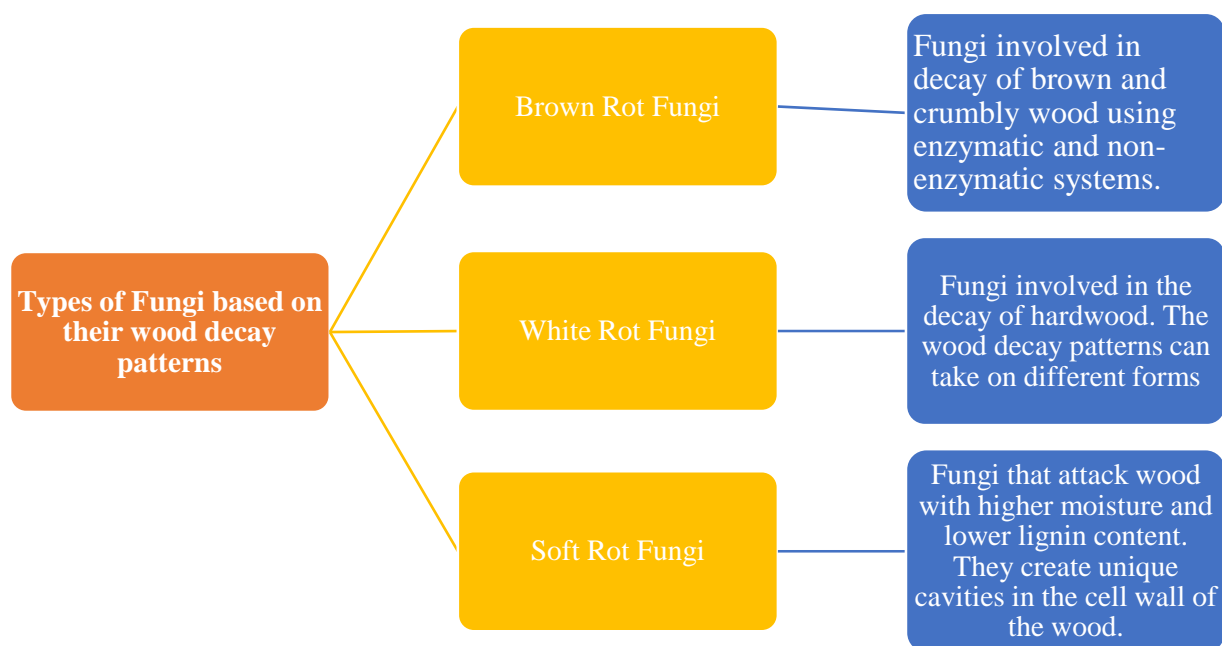 Types of Fungi based on
their wood decay
patterns
Brown Rot Fungi
Fungi involved in
decay of brown and
crumbly wood using
enzymatic and non-
enzymatic systems.
White Rot Fungi
Fungi involved in the
decay of hardwood. The
wood decay patterns can
take on different forms
Soft Rot Fungi
Fungi that attack wood
with higher moisture and
lower lignin content.
They create unique
cavities in the cell wall of
the wood.